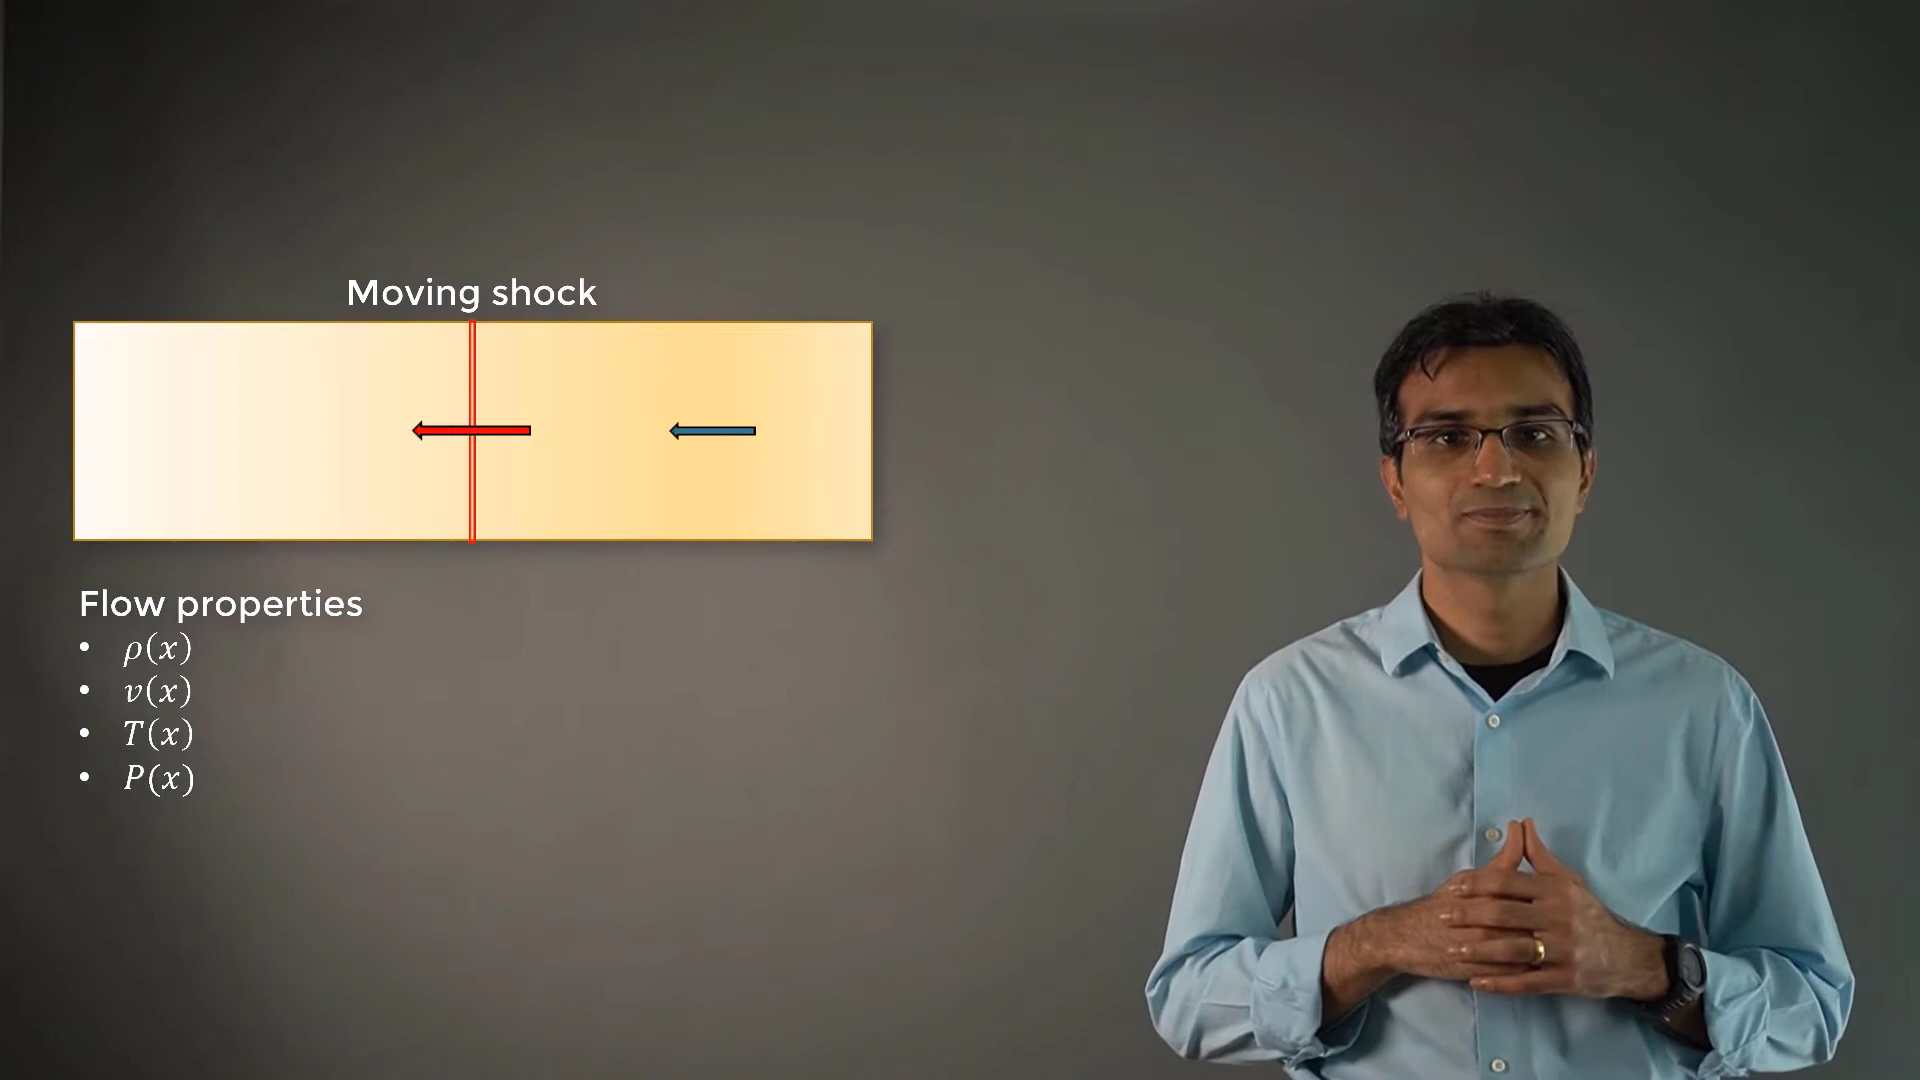 Moving shock
Flow properties
• ρ(x)
• v(x)
• T(x)
• P(x)